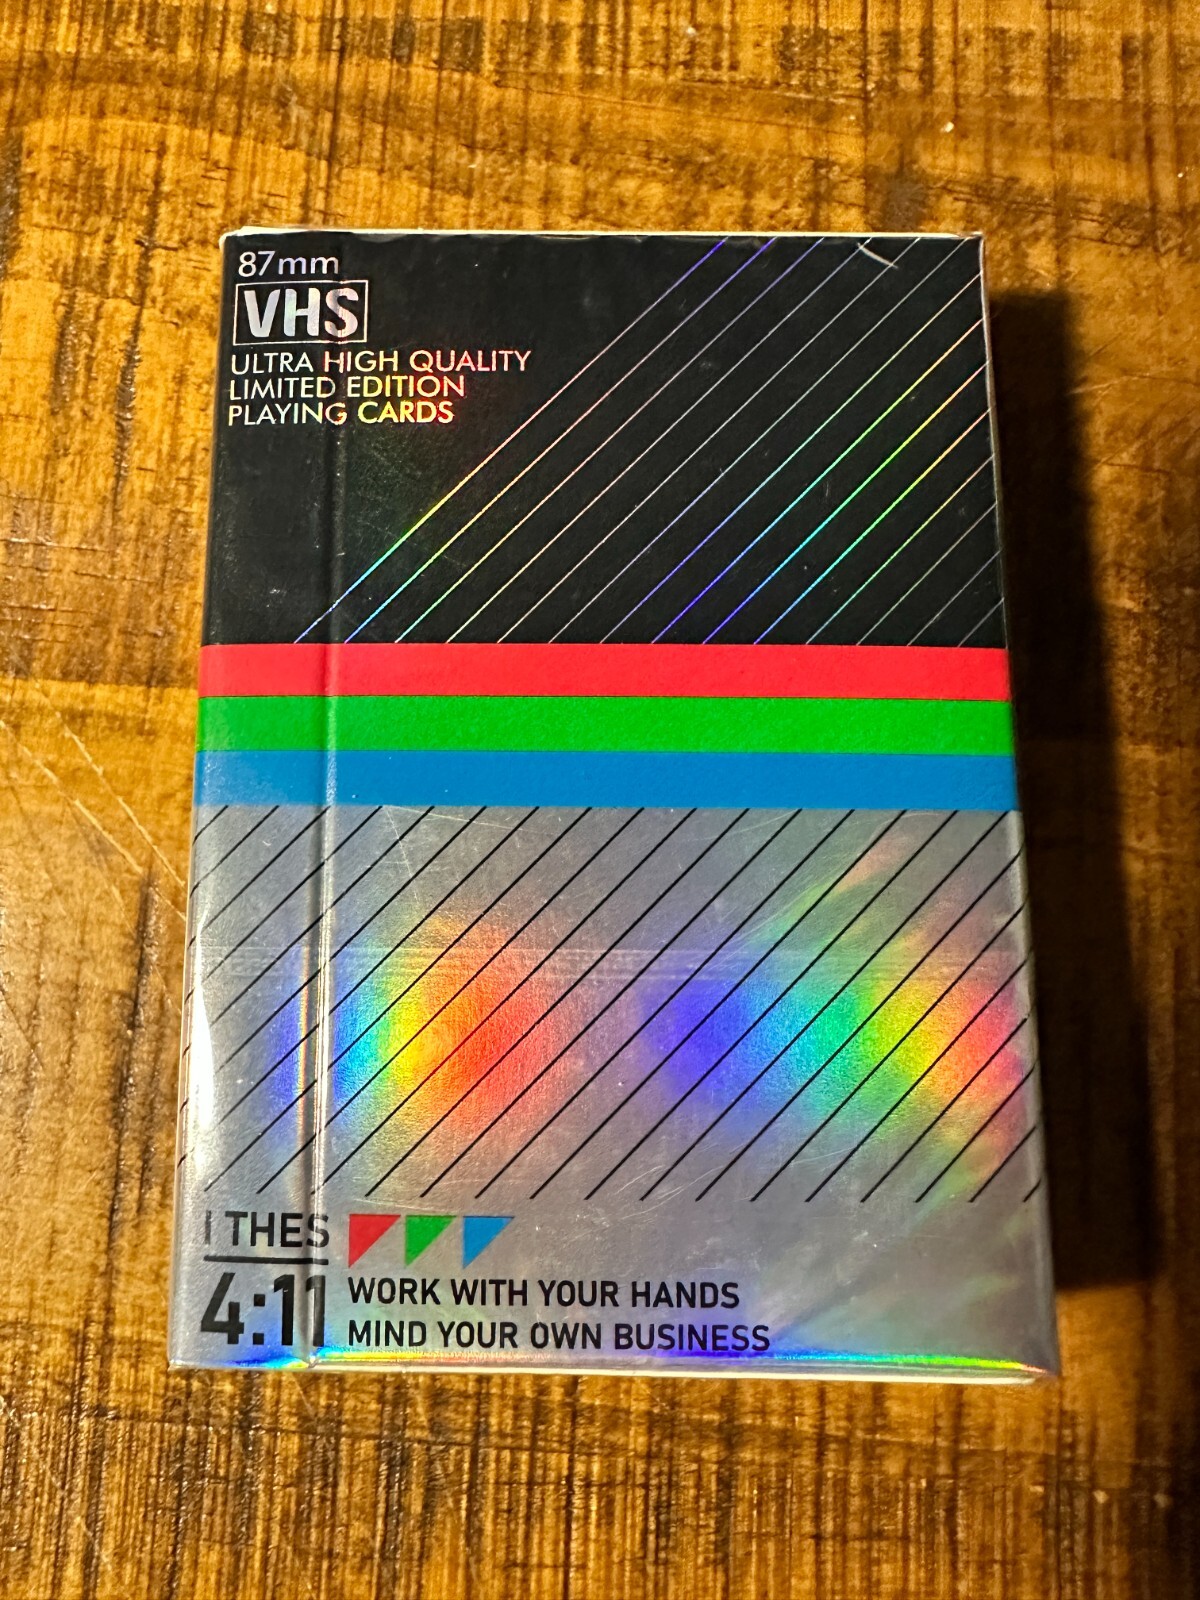 87mm
VHS
ULTRA HIGH QUALITY
LIMITED EDITION
PLAYING CARDS
I THES
4:11
WORK WITH YOUR HANDS
MIND YOUR OWN BUSINESS